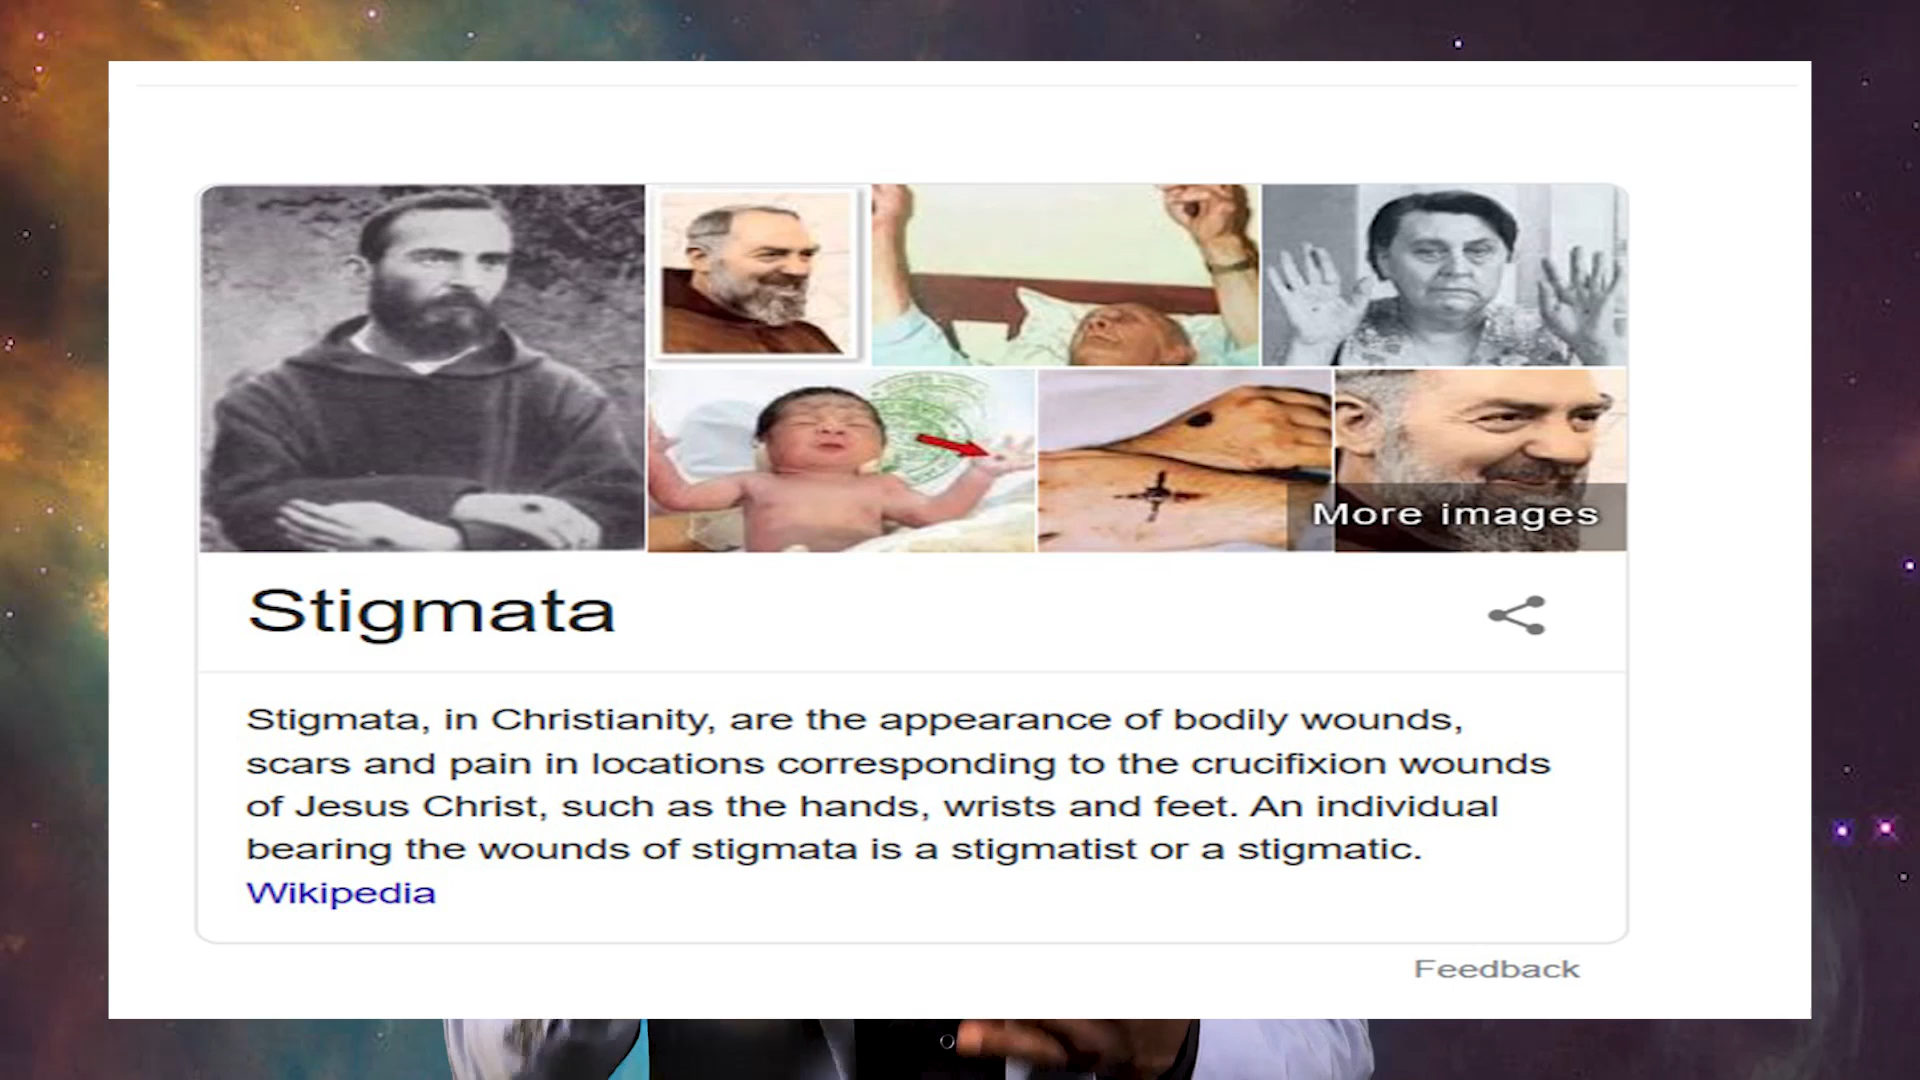 More images
Stigmata
Stigmata, in Christianity, are the appearance of bodily wounds,
scars and pain in locations corresponding to the crucifixion wounds
of Jesus Christ, such as the hands, wrists and feet. An individual
bearing the wounds of stigmata is a stigmatist or a stigmatic.
Wikipedia
Feedback